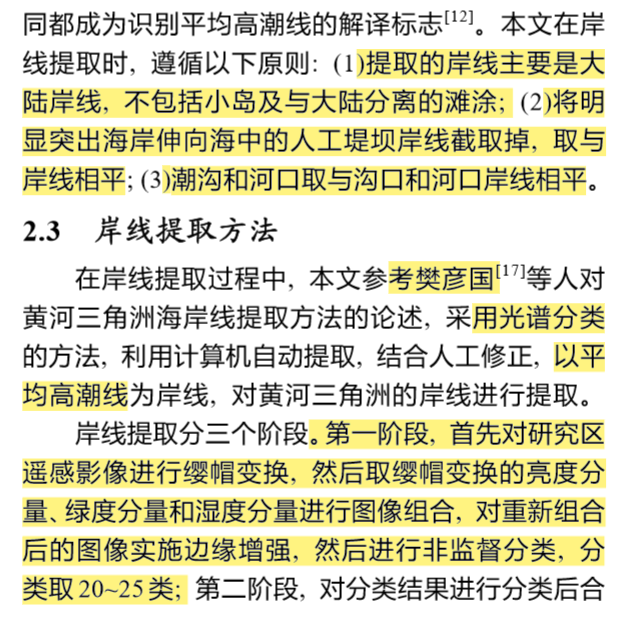 同都成为识别平均高潮线的解译标志[12]。本文在岸
线提取时, 遵循以下原则: (1)提取的岸线主要是大
陆岸线, 不包括小岛及与大陆分离的滩涂; (2)将明
显突出海岸伸向海中的人工堤坝岸线截取掉, 取与
岸线相平; (3)潮沟和河口取与沟口和河口岸线相平。
2.3 岸线提取方法
在岸线提取过程中, 本文参考樊彦国[17]等人对
黄河三角洲海岸线提取方法的论述, 采用光谱分类
的方法, 利用计算机自动提取, 结合人工修正, 以平
均高潮线为岸线, 对黄河三角洲的岸线进行提取。
岸线提取分三个阶段。第一阶段, 首先对研究区
遥感影像进行缨帽变换, 然后取缨帽变换的亮度分
量、绿度分量和湿度分量进行图像组合, 对重新组合
后的图像实施边缘增强, 然后进行非监督分类, 分
类取 20~25 类; 第二阶段, 对分类结果进行分类后合